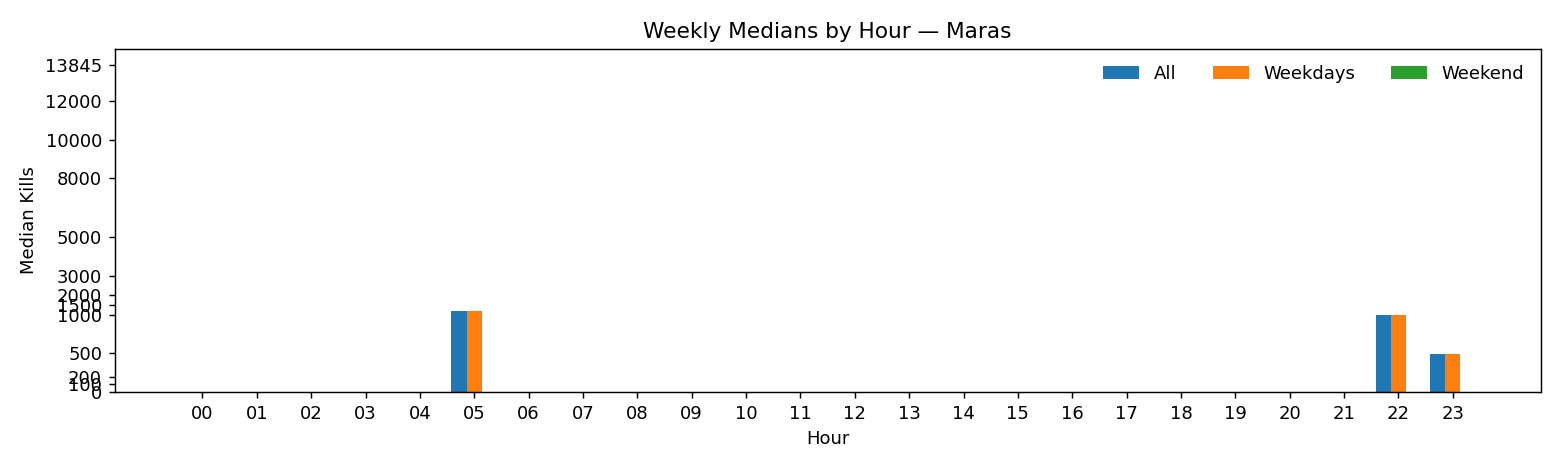 Weekly Medians by Hour — Maras
All Weekdays Weekend
Median Kills
13845
12000
10000
8000
5000
3000
2000
1500
1000
500
200
100
0
00 01 02 03 04 05 06 07 08 09 10 11 12 13 14 15 16 17 18 19 20 21 22 23
Hour